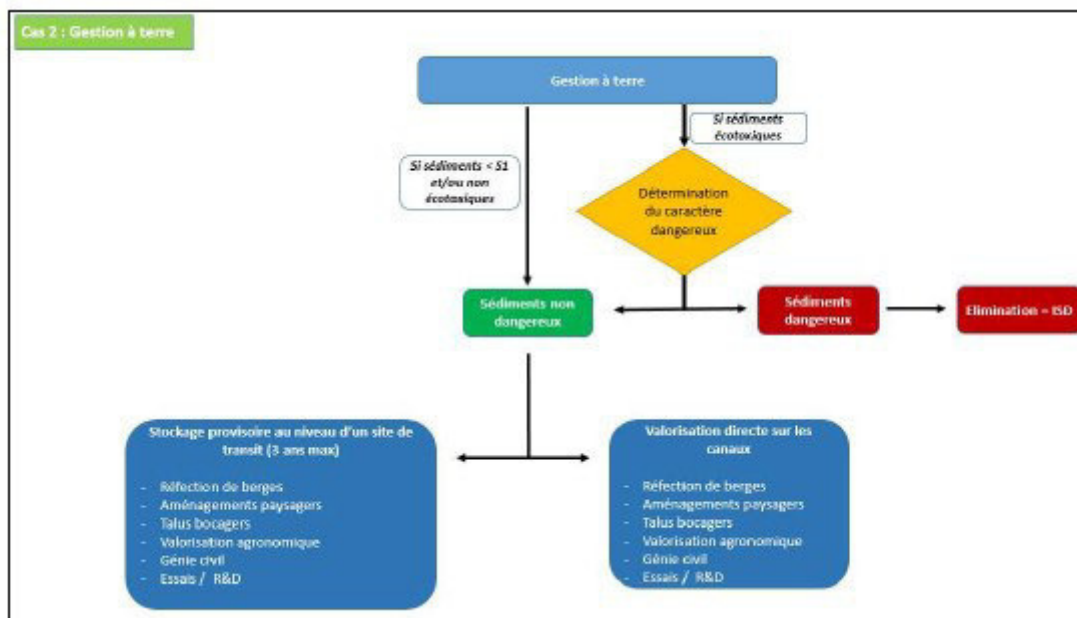 Cas 2 : Gestion à terre
Gestion à terre
Si sédiments < S1
et/ou non
écotoxiques
Si sédiments
écotoxiques
Détermination
du caractère
dangereux
Sédiments non
dangereux
Sédiments
dangereux
Elimination = ISD
Stockage provisoire au niveau d'un site de
transit (3 ans max)
- Réfection de berges
- Aménagements paysagers
- Talus bocagers
- Valorisation agronomique
- Génie civil
- Essais / R&D
Valorisation directe sur les
canaux
- Réfection de berges
- Aménagements paysagers
- Talus bocagers
- Valorisation agronomique
- Génie civil
- Essais / R&D